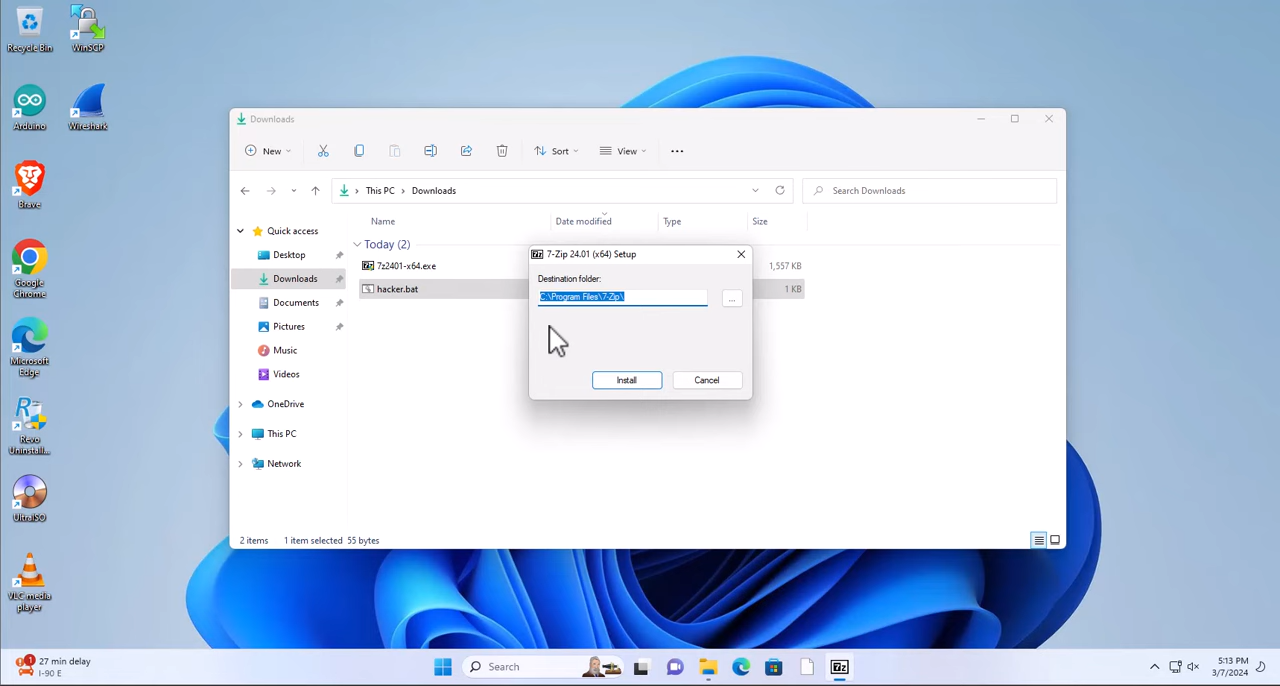 Recycle Bin
WinSCP
Arduino
Wireshark
Brave
Google
Chrome
Microsoft
Edge
Revo
Uninstall...
UltraISO
VLC media
player
Downloads
New
Sort
View
This PC > Downloads
Search Downloads
Name
Date modified
Type
Size
Quick access
Desktop
Downloads
Documents
Pictures
Music
Videos
OneDrive
This PC
Network
Today (2)
7z2401-x64.exe
1,557 KB
hacker.bat
1 KB
7z 7-Zip 24.01 (x64) Setup
Destination folder:
C:\Program Files\7-Zip\
...
Install
Cancel
2 items
1 item selected 55 bytes
1
27 min delay
I-90 E
Search
7z
5:13 PM
3/7/2024